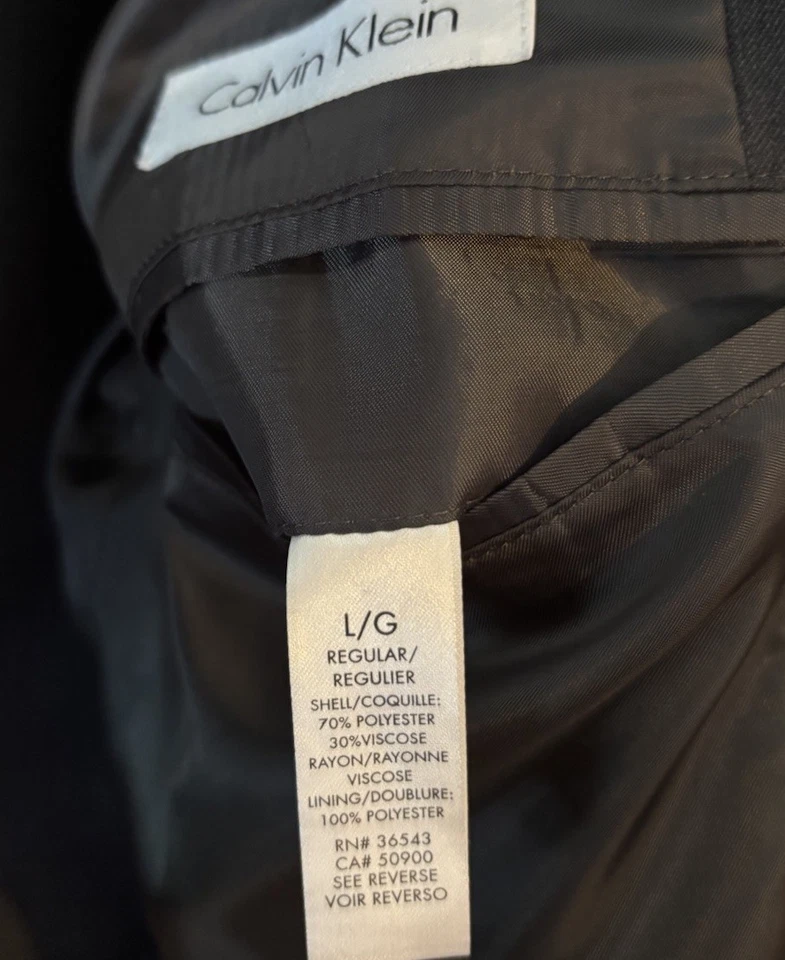 Calvin Klein
L/G
REGULAR/
REGULIER
SHELL/COQUILLE:
70% POLYESTER
30%VISCOSE
RAYON/RAYONNE
VISCOSE
LINING/DOUBLURE:
100% POLYESTER
RN# 36543
CA# 50900
SEE REVERSE
VOIR REVERSO